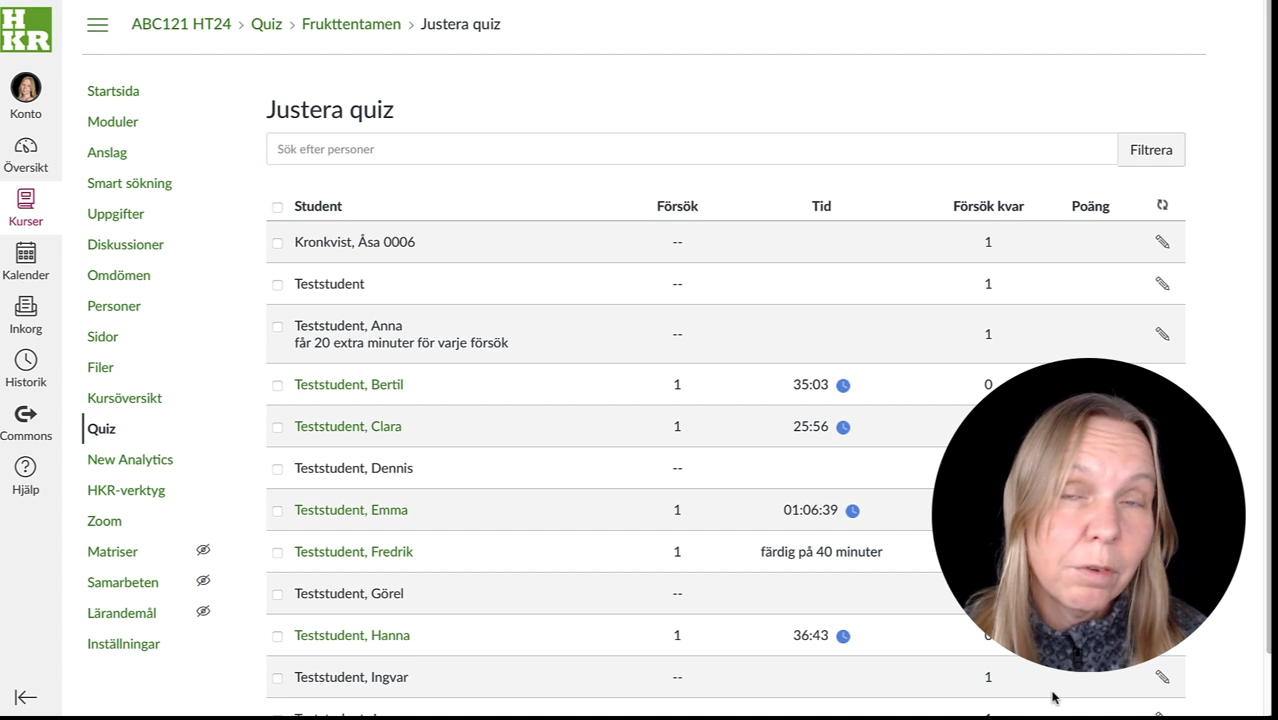 H
KR
ABC121 HT24 > Quiz > Frukttentamen > Justera quiz
Konto
Översikt
Kurser
Kalender
Inkorg
Historik
Commons
Hjälp
Startsida
Moduler
Anslag
Smart sökning
Uppgifter
Diskussioner
Omdömen
Personer
Sidor
Filer
Kursöversikt
Quiz
New Analytics
HKR-verktyg
Zoom
Matriser
Samarbeten
Lärandemål
Inställningar
Justera quiz
Sök efter personer Filtrera
Student Försök Tid Försök kvar Poäng
Kronkvist, Åsa 0006 -- 1
Teststudent -- 1
Teststudent, Anna
får 20 extra minuter för varje försök -- 1
Teststudent, Bertil 1 35:03 0
Teststudent, Clara 1 25:56
Teststudent, Dennis --
Teststudent, Emma 1 01:06:39
Teststudent, Fredrik 1 färdig på 40 minuter
Teststudent, Görel --
Teststudent, Hanna 1 36:43
Teststudent, Ingvar -- 1